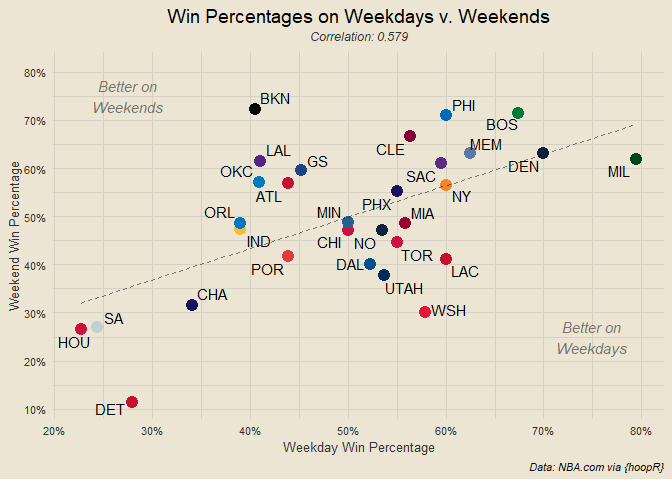 Win Percentages on Weekdays v. Weekends
Correlation: 0.579
80%
70%
60%
50%
40%
30%
20%
10%
Weekend Win Percentage
Better on
Weekends
BKN
PHI
BOS
CLE
MEM
LAL
GS
OKC
ATL
SAC
DEN
MIL
NY
PHX
ORL
MIN
MIA
IND
CHI
NO
TOR
POR
DAL
LAC
UTAH
CHA
WSH
SA
HOU
DET
Better on
Weekdays
20%
30%
40%
50%
60%
70%
80%
Weekday Win Percentage
Data: NBA.com via {hoopR}